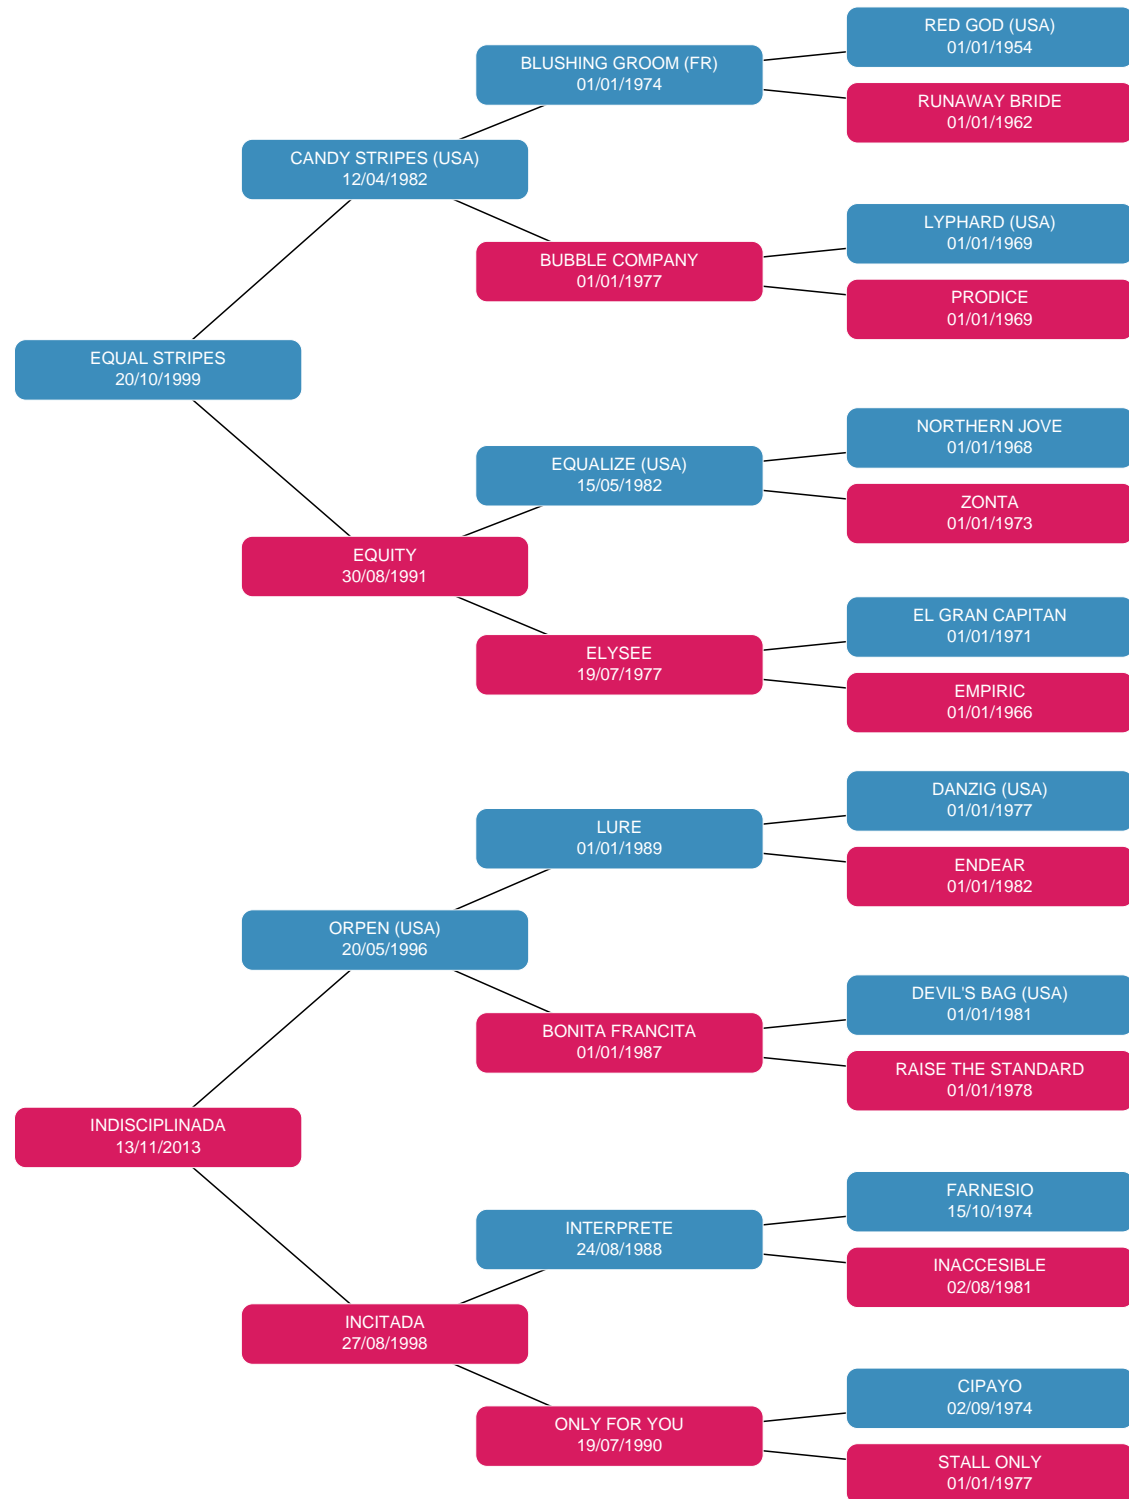 RED GOD (USA)
01/01/1954
BLUSHING GROOM (FR)
01/01/1974
RUNAWAY BRIDE
01/01/1962
CANDY STRIPES (USA)
12/04/1982
LYPHARD (USA)
01/01/1969
BUBBLE COMPANY
01/01/1977
PRODICE
01/01/1969
EQUAL STRIPES
20/10/1999
NORTHERN JOVE
01/01/1968
EQUALIZE (USA)
15/05/1982
ZONTA
01/01/1973
EQUITY
30/08/1991
EL GRAN CAPITAN
01/01/1971
ELYSEE
19/07/1977
EMPIRIC
01/01/1966
DANZIG (USA)
01/01/1977
LURE
01/01/1989
ENDEAR
01/01/1982
ORPEN (USA)
20/05/1996
DEVIL'S BAG (USA)
01/01/1981
BONITA FRANCITA
01/01/1987
RAISE THE STANDARD
01/01/1978
INDISCIPLINADA
13/11/2013
FARNESIO
15/10/1974
INTERPRETE
24/08/1988
INACCESIBLE
02/08/1981
INCITADA
27/08/1998
CIPAYO
02/09/1974
ONLY FOR YOU
19/07/1990
STALL ONLY
01/01/1977